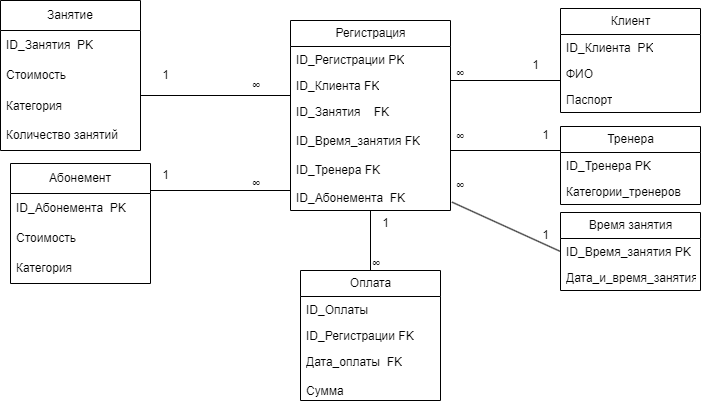 Занятие
ID_Занятия PK
Стоимость
Категория
Количество занятий
1
∞
Регистрация
ID_Регистрации PK
ID_Клиента FK
ID_Занятия FK
ID_Время_занятия FK
ID_Тренера FK
ID_Абонемента FK
Клиент
ID_Клиента PK
ФИО
Паспорт
∞
1
Тренера
ID_Тренера PK
Категории_тренеров
∞
1
Абонемент
ID_Абонемента PK
Стоимость
Категория
1
∞
Время занятия
ID_Время_занятия PK
Дата_и_время_занятия
∞
1
1
∞
Оплата
ID_Оплаты
ID_Регистрации FK
Дата_оплаты FK
Сумма